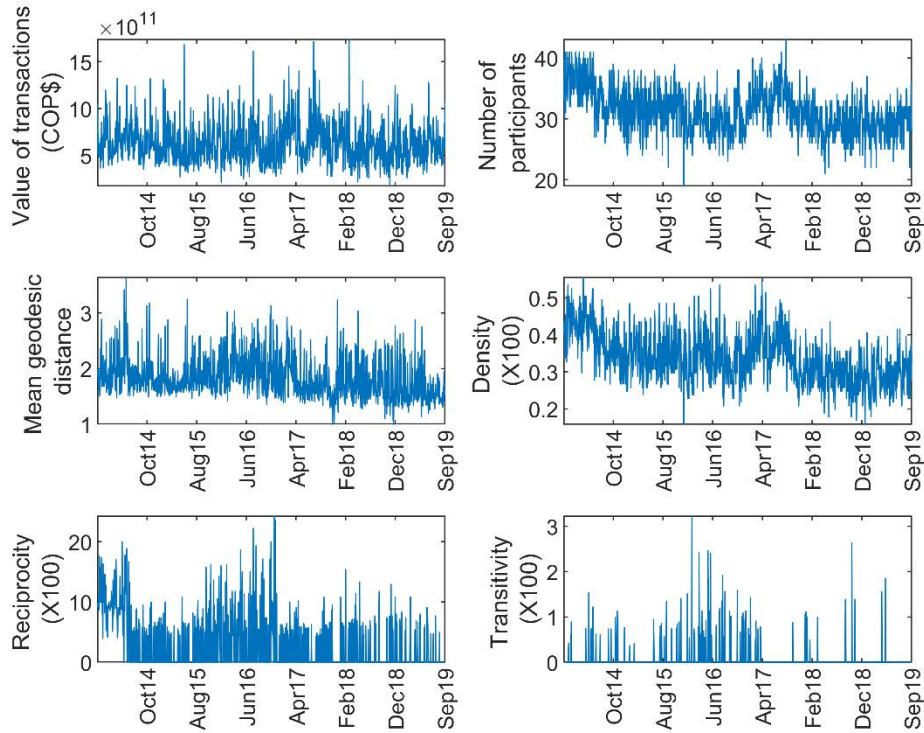 × 10^11
Value of transactions
(COP$)
15
10
5
Oct14
Aug15
Jun16
Apr17
Feb18
Dec18
Sep19
Number of
participants
40
30
20
Oct14
Aug15
Jun16
Apr17
Feb18
Dec18
Sep19
Mean geodesic
distance
3
2
1
Oct14
Aug15
Jun16
Apr17
Feb18
Dec18
Sep19
Density
(X100)
0.5
0.4
0.3
0.2
Oct14
Aug15
Jun16
Apr17
Feb18
Dec18
Sep19
Reciprocity
(X100)
20
10
0
Oct14
Aug15
Jun16
Apr17
Feb18
Dec18
Sep19
Transitivity
(X100)
3
2
1
0
Oct14
Aug15
Jun16
Apr17
Feb18
Dec18
Sep19